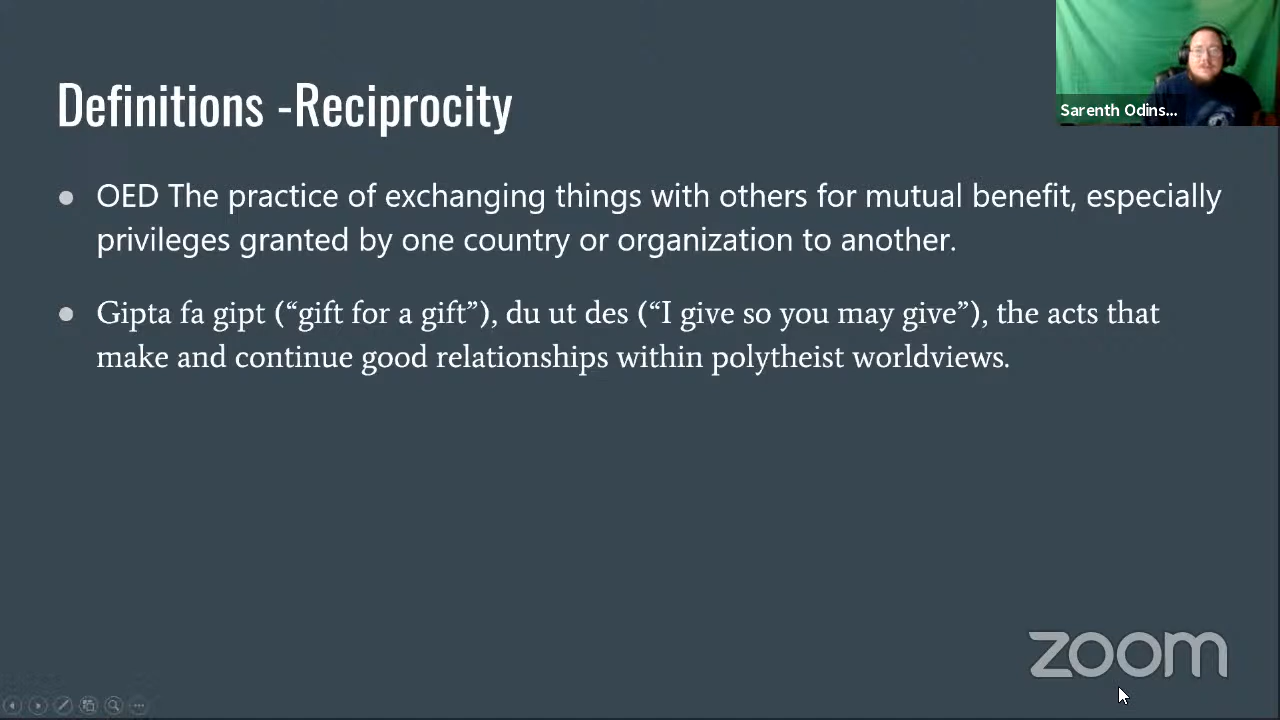 Definitions -Reciprocity
Sarenth Odins...
● OED The practice of exchanging things with others for mutual benefit, especially
privileges granted by one country or organization to another.
● Gipta fa gipt (“gift for a gift”), du ut des (“I give so you may give”), the acts that
make and continue good relationships within polytheist worldviews.
zoom